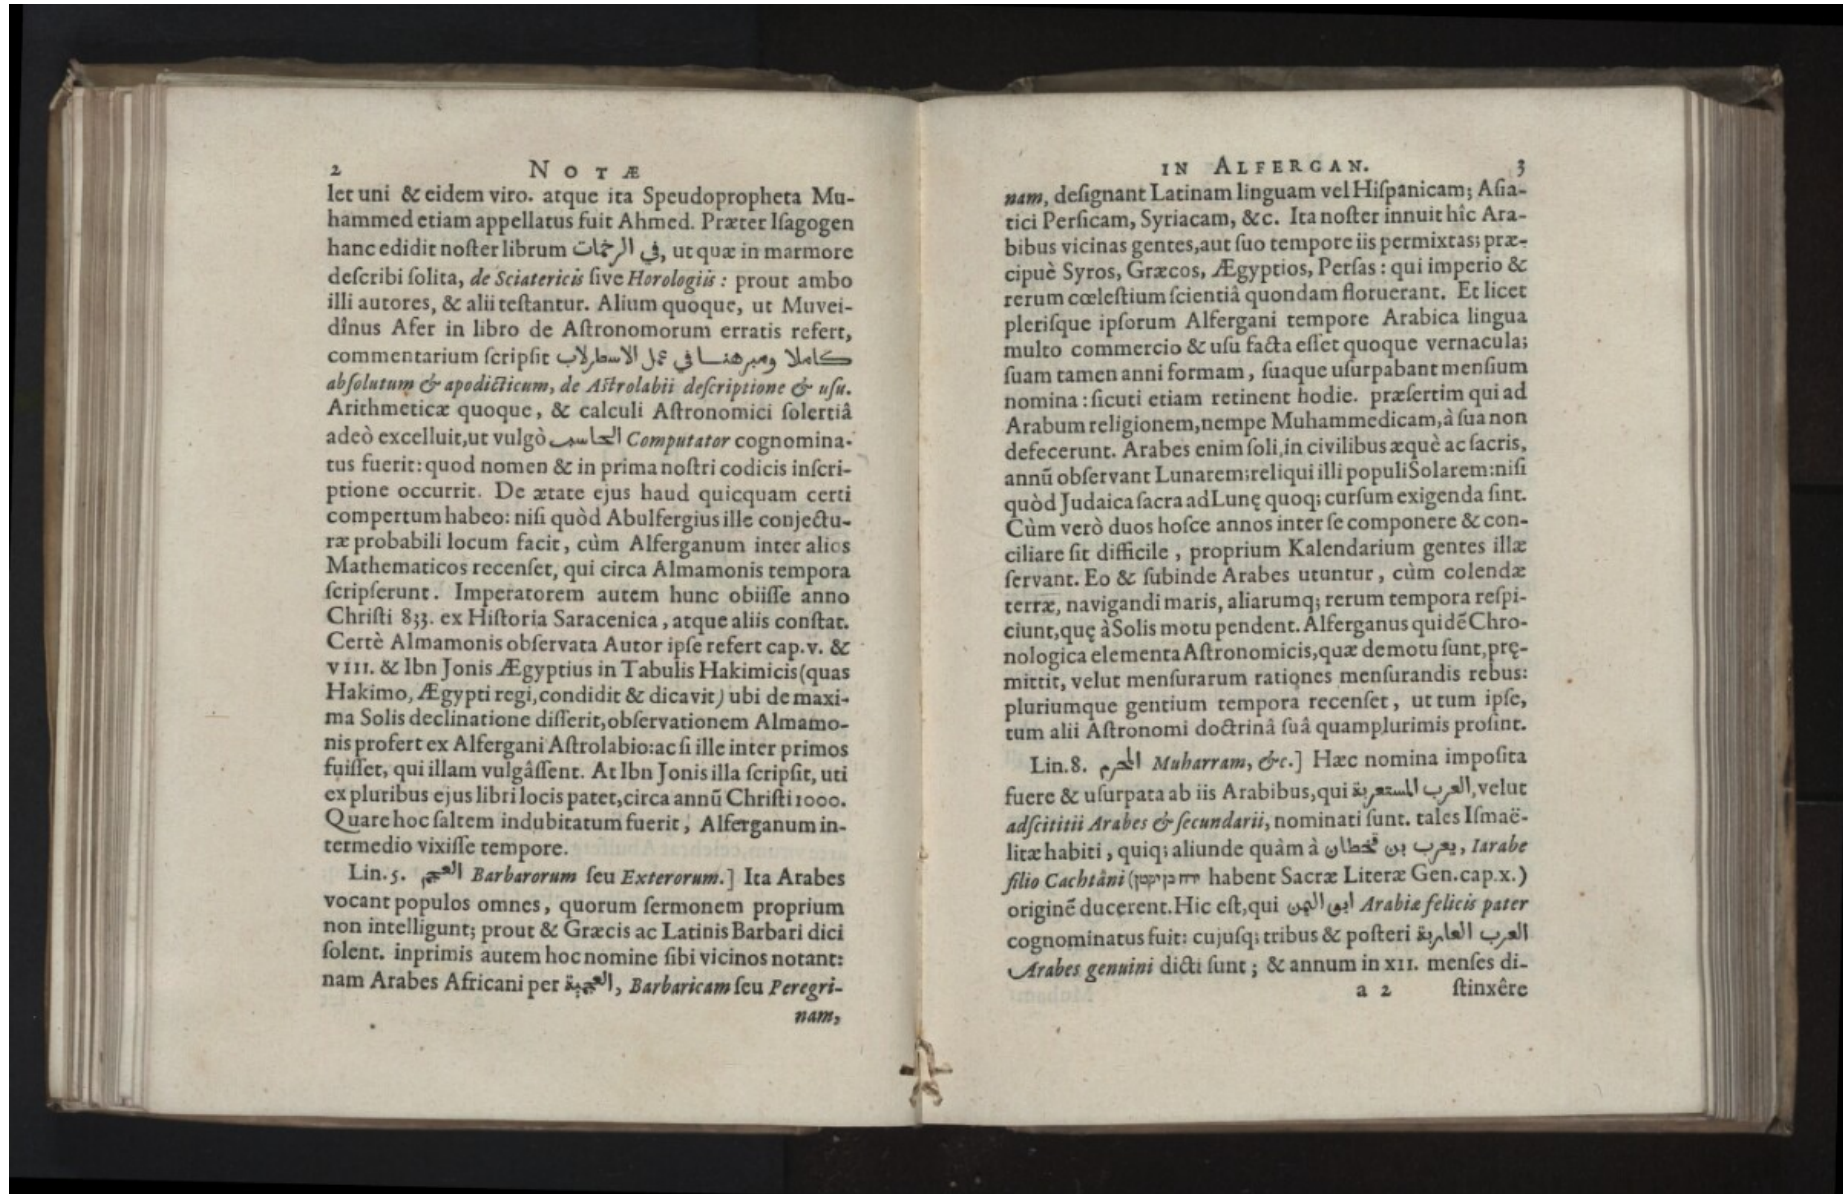 2 NOTÆ
let uni & eidem viro. atque ita Speudopropheta Mu-
hammed etiam appellatus fuit Ahmed. Præter Iſagogen
hanc edidit noſter librum في الرخمات, ut quæ in marmore
deſcribi ſolita, de Sciatericis ſive Horologiis : prout ambo
illi autores, & alii teſtantur. Alium quoque, ut Muvei-
dînus Afer in libro de Aſtronomorum erratis refert,
commentarium ſcripſit كاملا ومبرهنا في عمل الاسطرلاب
abſolutum & apodicticum, de Aſtrolabii deſcriptione & uſu.
Arithmeticæ quoque, & calculi Aſtronomici ſolertiâ
adeò excelluit, ut vulgò الحاسب Computator cognomina-
tus fuerit: quod nomen & in prima noſtri codicis inſcri-
ptione occurrit. De ætate ejus haud quicquam certi
compertum habeo: niſi quòd Abulfergius ille conjectu-
ræ probabili locum facit, cùm Alferganum inter alios
Mathematicos recenſet, qui circa Almamonis tempora
ſcripſerunt. Imperatorem autem hunc obiiſſe anno
Chriſti 833. ex Hiſtoria Saracenica, atque aliis conſtat.
Certè Almamonis obſervata Autor ipſe refert cap. v. &
VIII. & Ibn Jonis Ægyptius in Tabulis Hakimicis (quas
Hakimo, Ægypti regi, condidit & dicavit) ubi de maxi-
ma Solis declinatione diſſerit, obſervationem Almamo-
nis profert ex Alfergani Aſtrolabio: ac ſi ille inter primos
fuiſſet, qui illam vulgâſſent. At Ibn Jonis illa ſcripſit, uti
ex pluribus ejus libri locis patet, circa annũ Chriſti 1000.
Quare hoc ſaltem indubitatum fuerit, Alferganum in-
termedio vixiſſe tempore.
Lin. 5. العجم Barbarorum ſeu Exterorum.] Ita Arabes
vocant populos omnes, quorum ſermonem proprium
non intelligunt; prout & Græcis ac Latinis Barbari dici
ſolent. inprimis autem hoc nomine ſibi vicinos notant:
nam Arabes Africani per العجمية, Barbaricam ſeu Peregri-
nam,
IN ALFERGAN. 3
nam, deſignant Latinam linguam vel Hiſpanicam; Aſia-
tici Perſicam, Syriacam, &c. Ita noſter innuit hîc Ara-
bibus vicinas gentes, aut ſuo tempore iis permixtas; præ-
cipuè Syros, Græcos, Ægyptios, Perſas : qui imperio &
rerum cœleſtium ſcientiâ quondam floruerant. Et licet
pleriſque ipſorum Alfergani tempore Arabica lingua
multo commercio & uſu facta eſſet quoque vernacula;
ſuam tamen anni formam, ſuaque uſurpabant menſium
nomina : ſicuti etiam retinent hodie. præſertim qui ad
Arabum religionem, nempe Muhammedicam, à ſua non
defecerunt. Arabes enim ſoli, in civilibus æquè ac ſacris,
annũ obſervant Lunarem; reliqui illi populi Solarem: niſi
quòd Judaica ſacra ad Lunę quoq; curſum exigenda ſint.
Cùm verò duos hoſce annos inter ſe componere & con-
ciliare ſit difficile, proprium Kalendarium gentes illæ
ſervant. Eo & ſubinde Arabes utuntur, cùm colendæ
terræ, navigandi maris, aliarumq; rerum tempora reſpi-
ciunt, quę à Solis motu pendent. Alferganus quidẽ Chro-
nologica elementa Aſtronomicis, quæ de motu ſunt, prę-
mittit, velut menſurarum rationes menſurandis rebus:
pluriumque gentium tempora recenſet, ut tum ipſe,
tum alii Aſtronomi doctrinâ ſuâ quamplurimis proſint.
Lin. 8. المحرم Muharram, &c.] Hæc nomina impoſita
fuere & uſurpata ab iis Arabibus, qui العرب المستعربة, velut
adſcititii Arabes & ſecundarii, nominati ſunt. tales Iſmaë-
litæ habiti, quiq; aliunde quàm à يعرب بن قحطان, Iarabe
filio Cachtâni (ירח בן יקטן habent Sacræ Literæ Gen. cap. x.)
originẽ ducerent. Hic eſt, qui ابو اليمن Arabiæ felicis pater
cognominatus fuit: cujuſq; tribus & poſteri العرب العاربة
Arabes genuini dicti ſunt ; & annum in XII. menſes di-
a 2 ſtinxêre